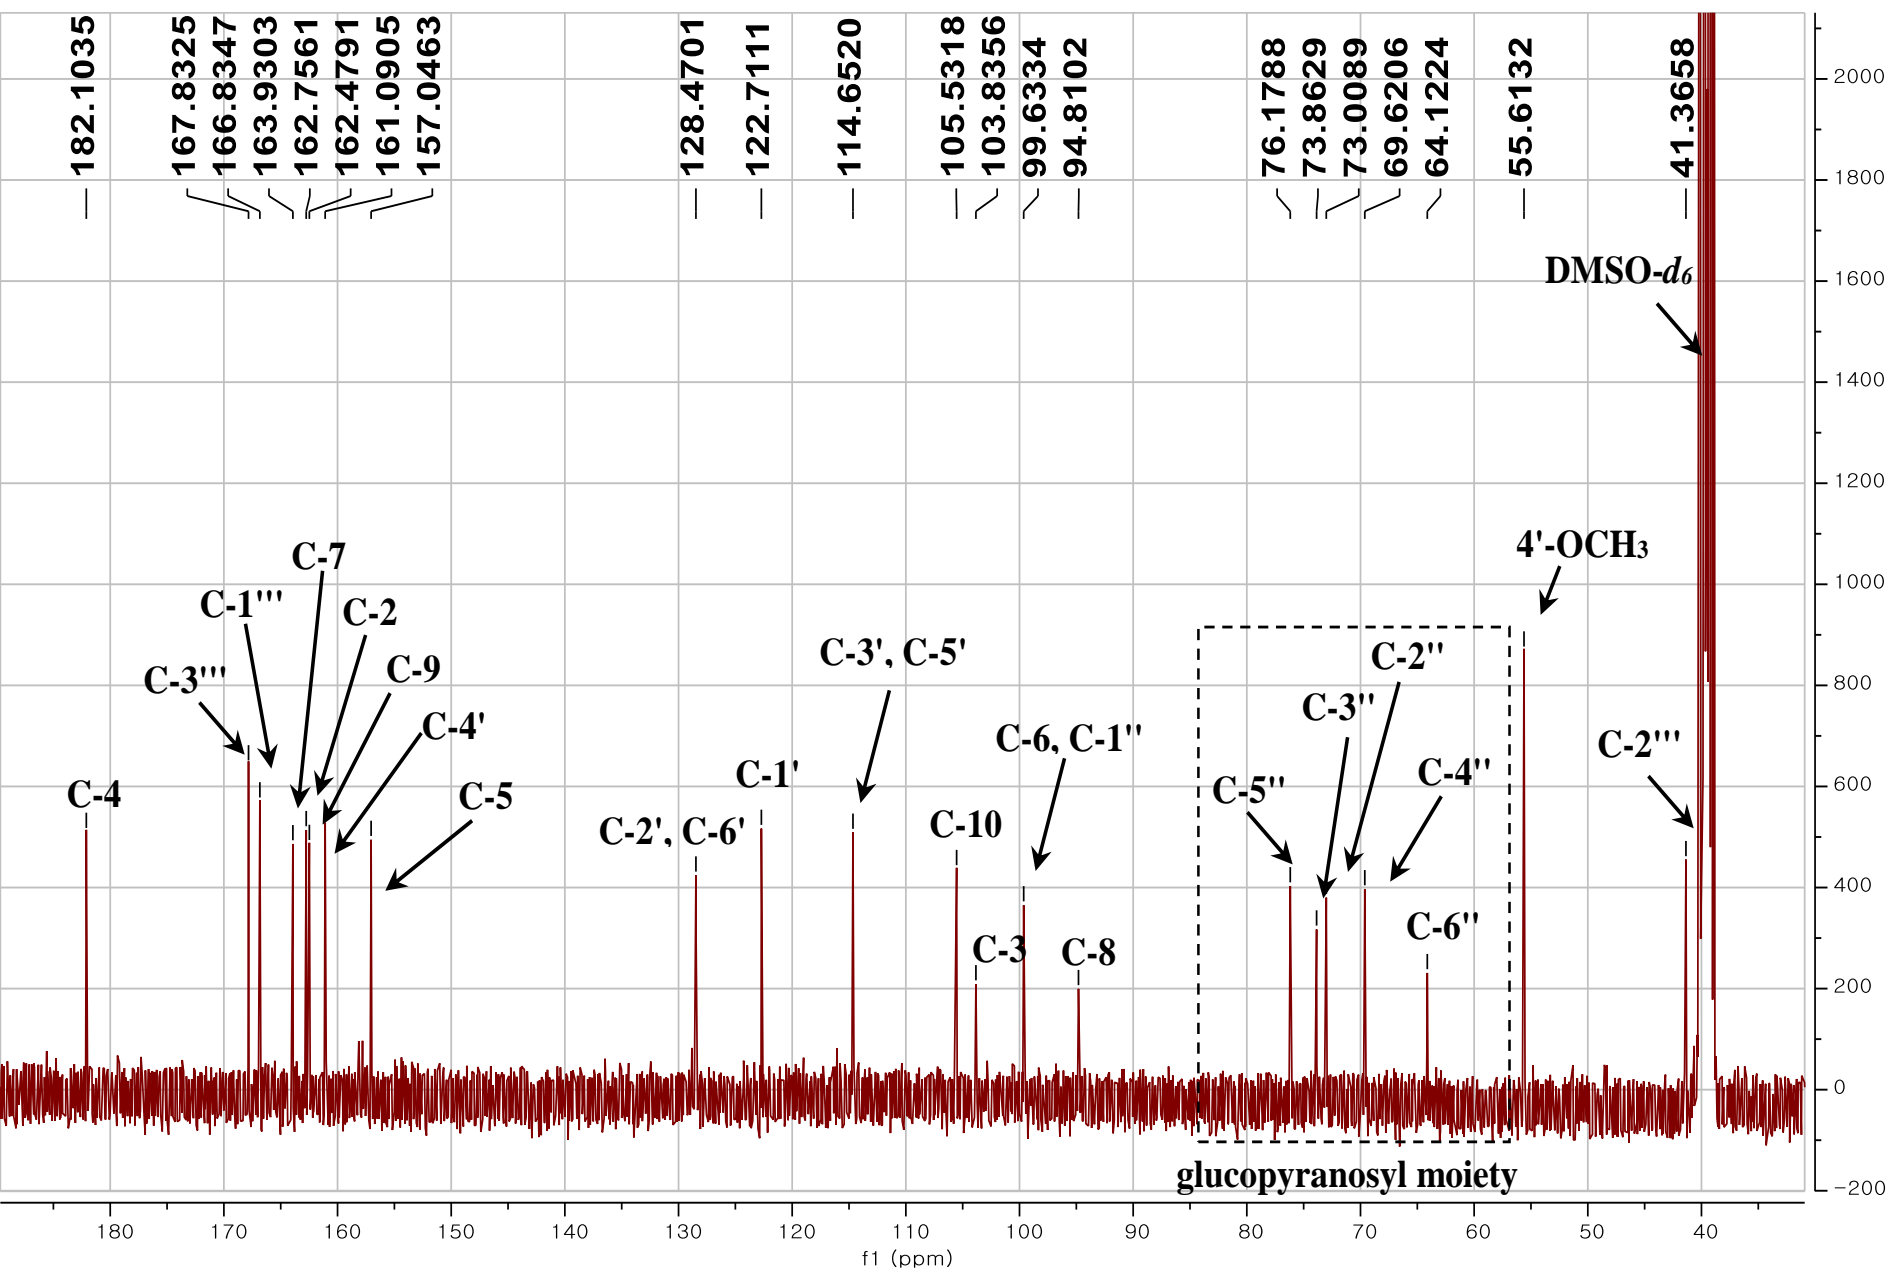 182.1035
167.8325
166.8347
163.9303
162.7561
162.4791
161.0905
157.0463
128.4701
122.7111
114.6520
105.5318
103.8356
99.6334
94.8102
76.1788
73.8629
73.0089
69.6206
64.1224
55.6132
41.3658
DMSO-d6
4'-OCH3
C-7
C-1'''
C-2
C-3'''
C-9
C-4'
C-5
C-4
C-2', C-6'
C-1'
C-3', C-5'
C-10
C-3
C-6, C-1''
C-8
C-5''
C-3''
C-2''
C-4''
C-6''
C-2'''
glucopyranosyl moiety
2000
1800
1600
1400
1200
1000
800
600
400
200
0
-200
180 170 160 150 140 130 120 110 100 90 80 70 60 50 40
f1 (ppm)